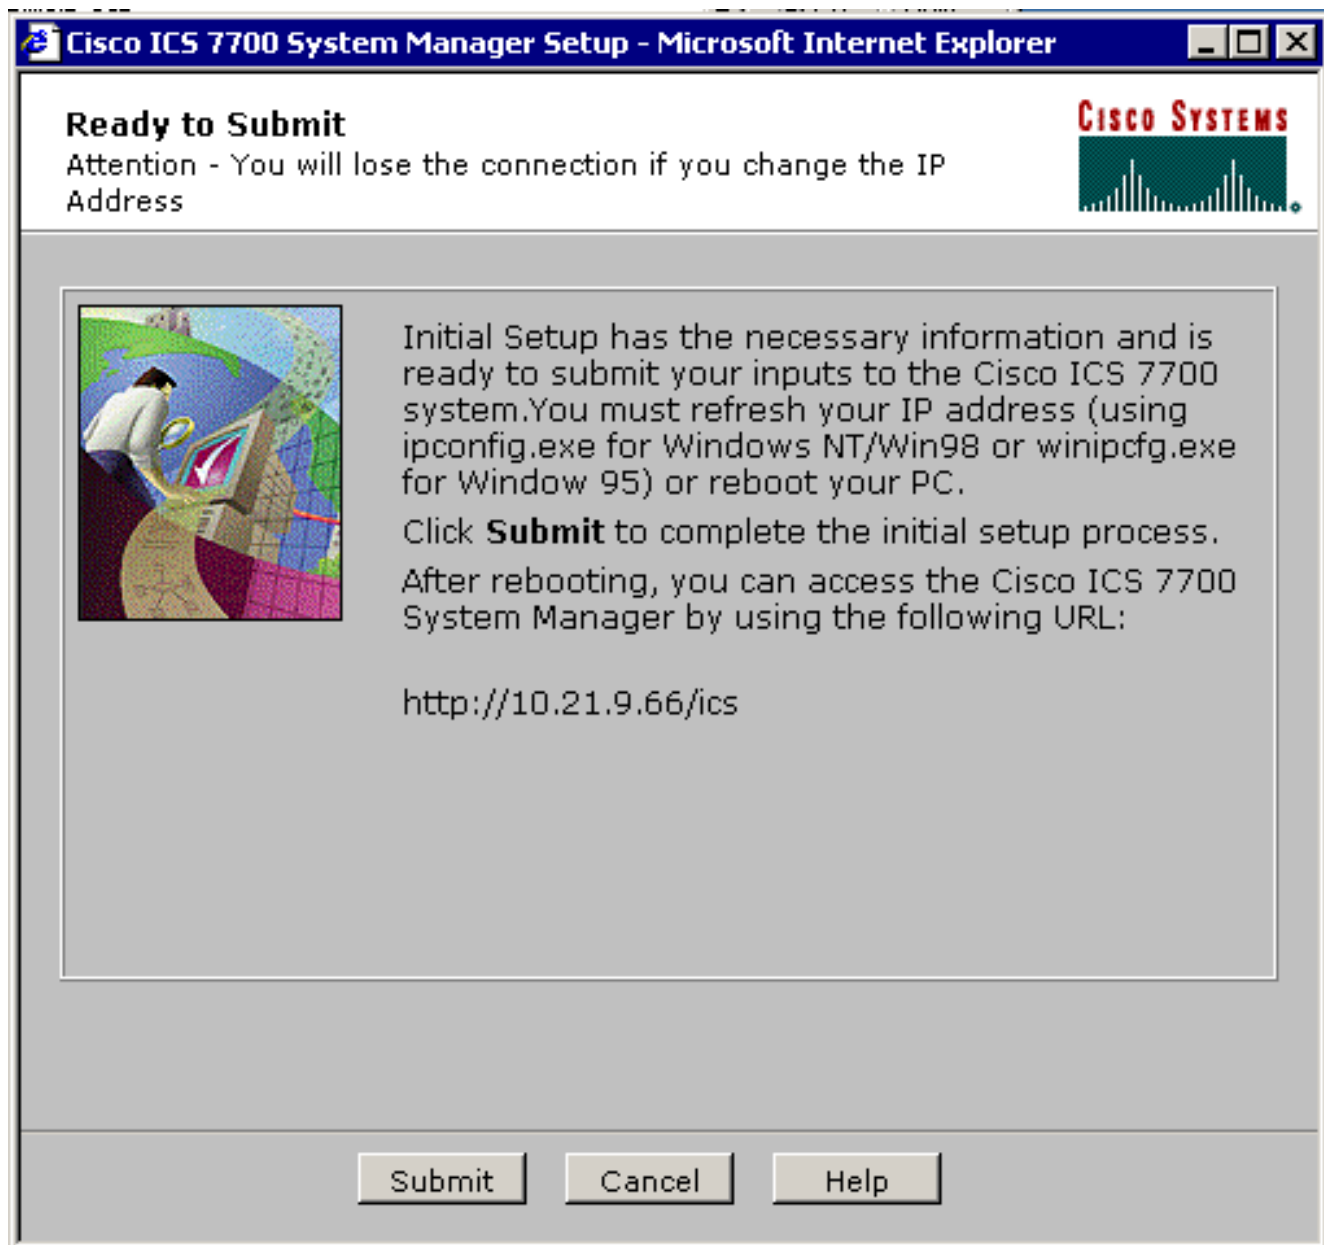 Cisco ICS 7700 System Manager Setup - Microsoft Internet Explorer
Ready to Submit
Attention - You will lose the connection if you change the IP
Address
CISCO SYSTEMS
Initial Setup has the necessary information and is
ready to submit your inputs to the Cisco ICS 7700
system.You must refresh your IP address (using
ipconfig.exe for Windows NT/Win98 or winipcfg.exe
for Window 95) or reboot your PC.
Click Submit to complete the initial setup process.
After rebooting, you can access the Cisco ICS 7700
System Manager by using the following URL:
http://10.21.9.66/ics
Submit
Cancel
Help